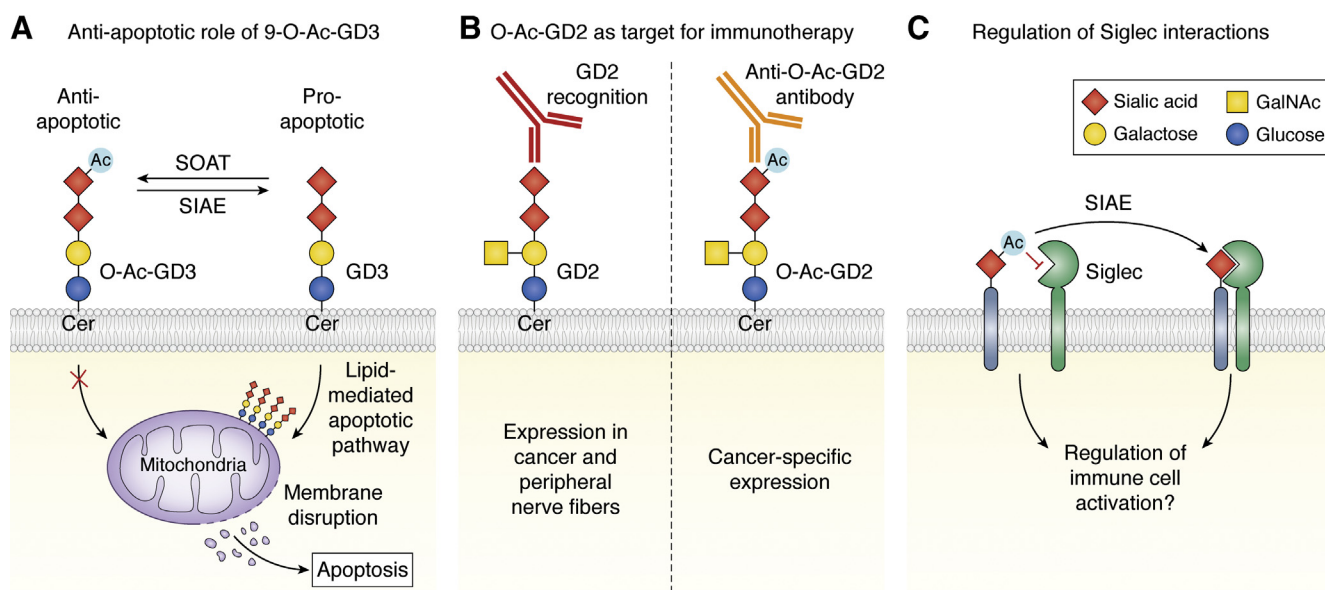 A Anti-apoptotic role of 9-O-Ac-GD3
Anti-
apoptotic
Pro-
apoptotic
Ac
SOAT
SIAE
O-Ac-GD3
GD3
Cer
Cer
Lipid-
mediated
apoptotic
pathway
Mitochondria
Membrane
disruption
Apoptosis
B O-Ac-GD2 as target for immunotherapy
GD2
recognition
Anti-O-Ac-GD2
antibody
Ac
GD2
O-Ac-GD2
Cer
Cer
Expression in
cancer and
peripheral
nerve fibers
Cancer-specific
expression
C Regulation of Siglec interactions
Sialic acid
GalNAc
Galactose
Glucose
SIAE
Ac
Siglec
Regulation of
immune cell
activation?